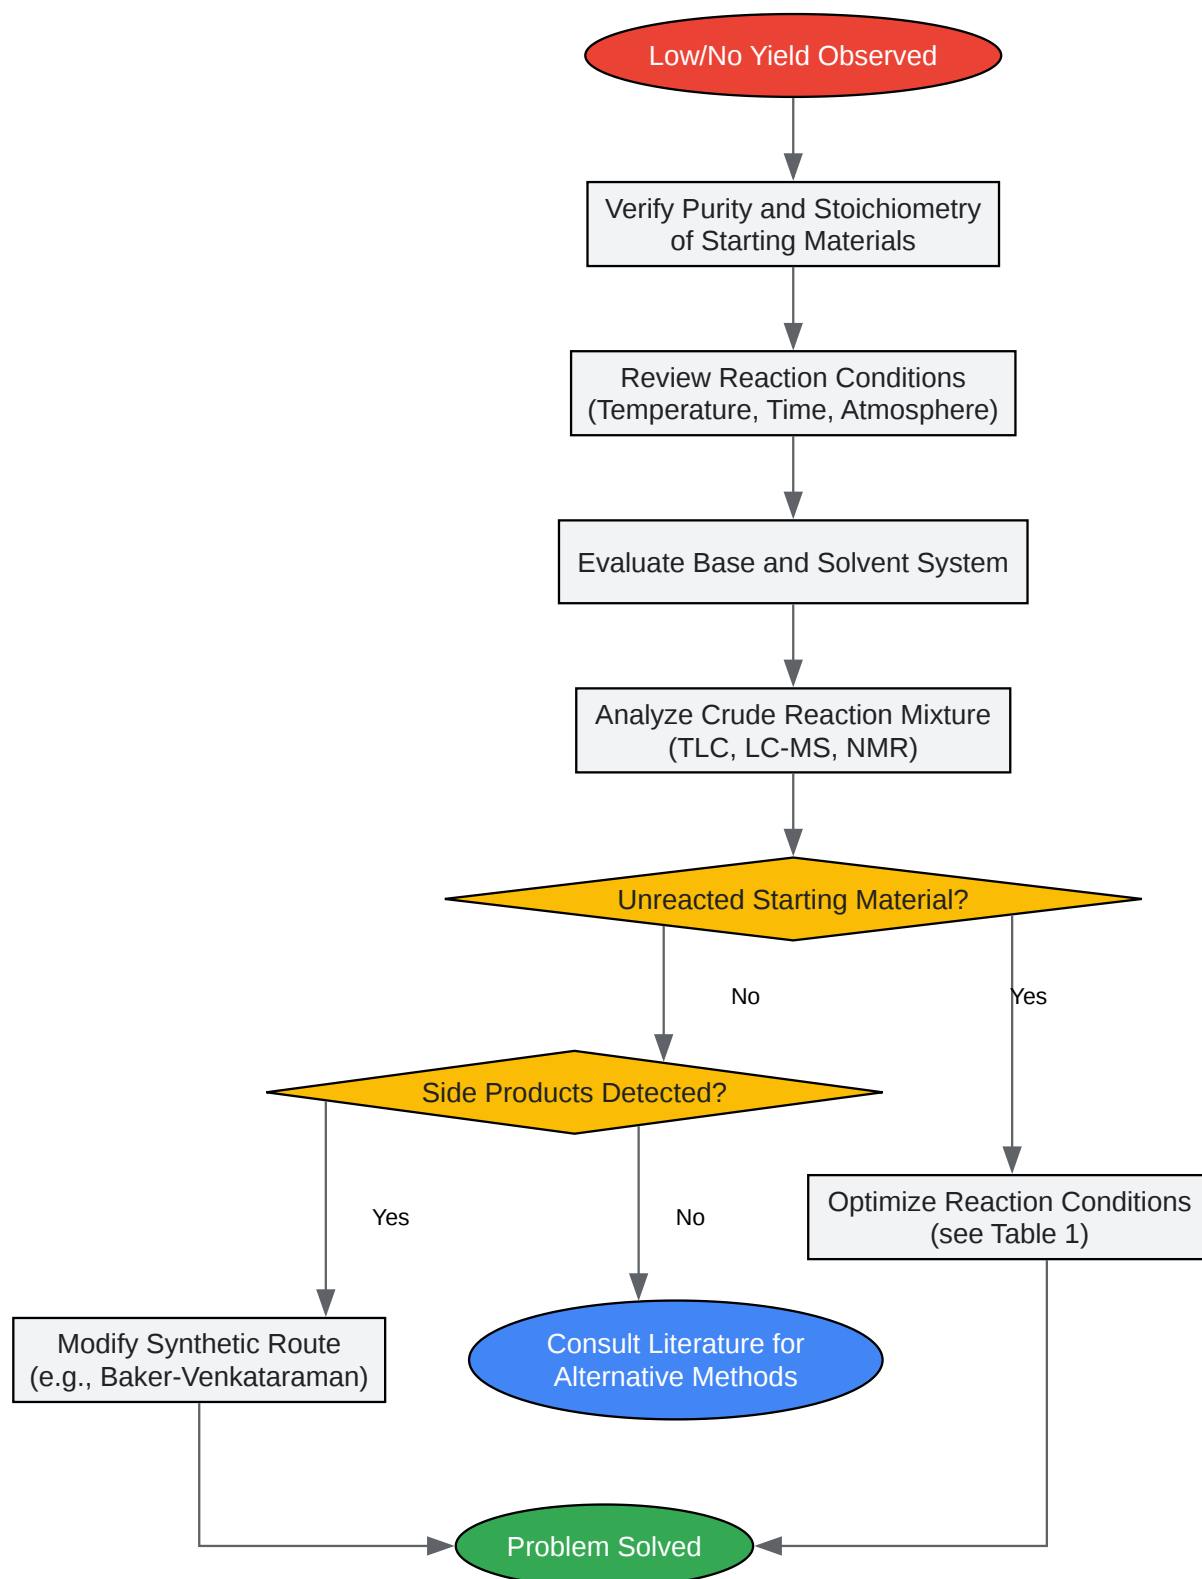 Low/No Yield Observed
Verify Purity and Stoichiometry
of Starting Materials
Review Reaction Conditions
(Temperature, Time, Atmosphere)
Evaluate Base and Solvent System
Analyze Crude Reaction Mixture
(TLC, LC-MS, NMR)
Unreacted Starting Material?
No
Yes
Side Products Detected?
Yes
No
Optimize Reaction Conditions
(see Table 1)
Modify Synthetic Route
(e.g., Baker-Venkataraman)
Consult Literature for
Alternative Methods
Problem Solved